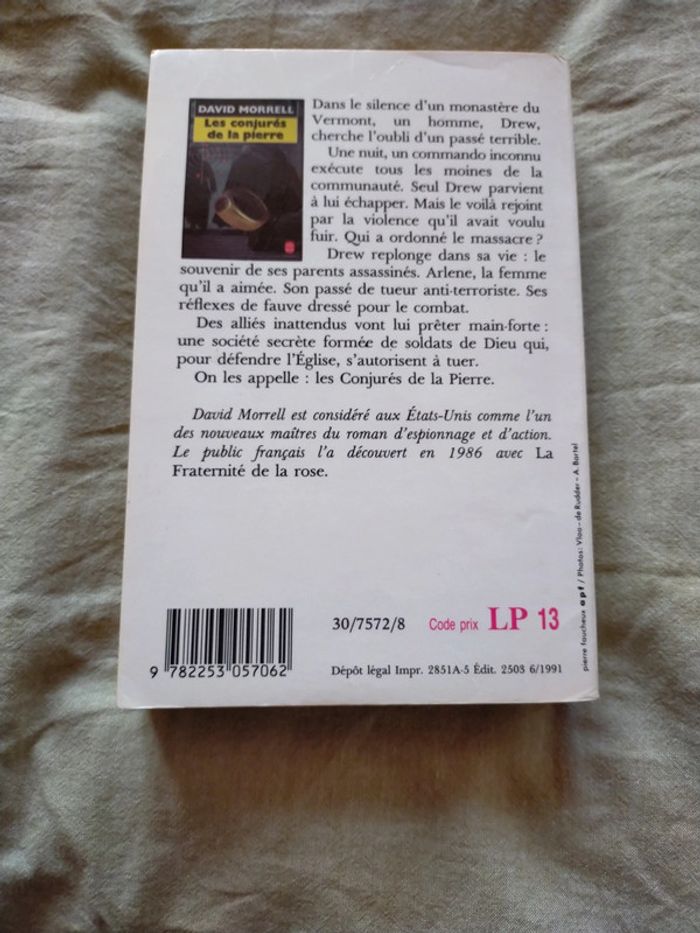 DAVID MORRELL
Les conjurés
de la pierre
Dans le silence d'un monastère du
Vermont, un homme, Drew,
cherche l'oubli d'un passé terrible.
Une nuit, un commando inconnu
exécute tous les moines de la
communauté. Seul Drew parvient
à lui échapper. Mais le voilà rejoint
par la violence qu'il avait voulu
fuir. Qui a ordonné le massacre ?
Drew replonge dans sa vie : le
souvenir de ses parents assassinés. Arlene, la femme
qu'il a aimée. Son passé de tueur anti-terroriste. Ses
réflexes de fauve dressé pour le combat.
Des alliés inattendus vont lui prêter main-forte :
une société secrète formée de soldats de Dieu qui,
pour défendre l'Église, s'autorisent à tuer.
On les appelle : les Conjurés de la Pierre.
David Morrell est considéré aux États-Unis comme l'un
des nouveaux maîtres du roman d'espionnage et d'action.
Le public français l'a découvert en 1986 avec La
Fraternité de la rose.
pierre faucheux apf / Photos: Vloo - de Rudder - A. Bartel
9 782253 057062
30/7572/8
Code prix LP 13
Dépôt légal Impr. 2851A-5 Édit. 2503 6/1991